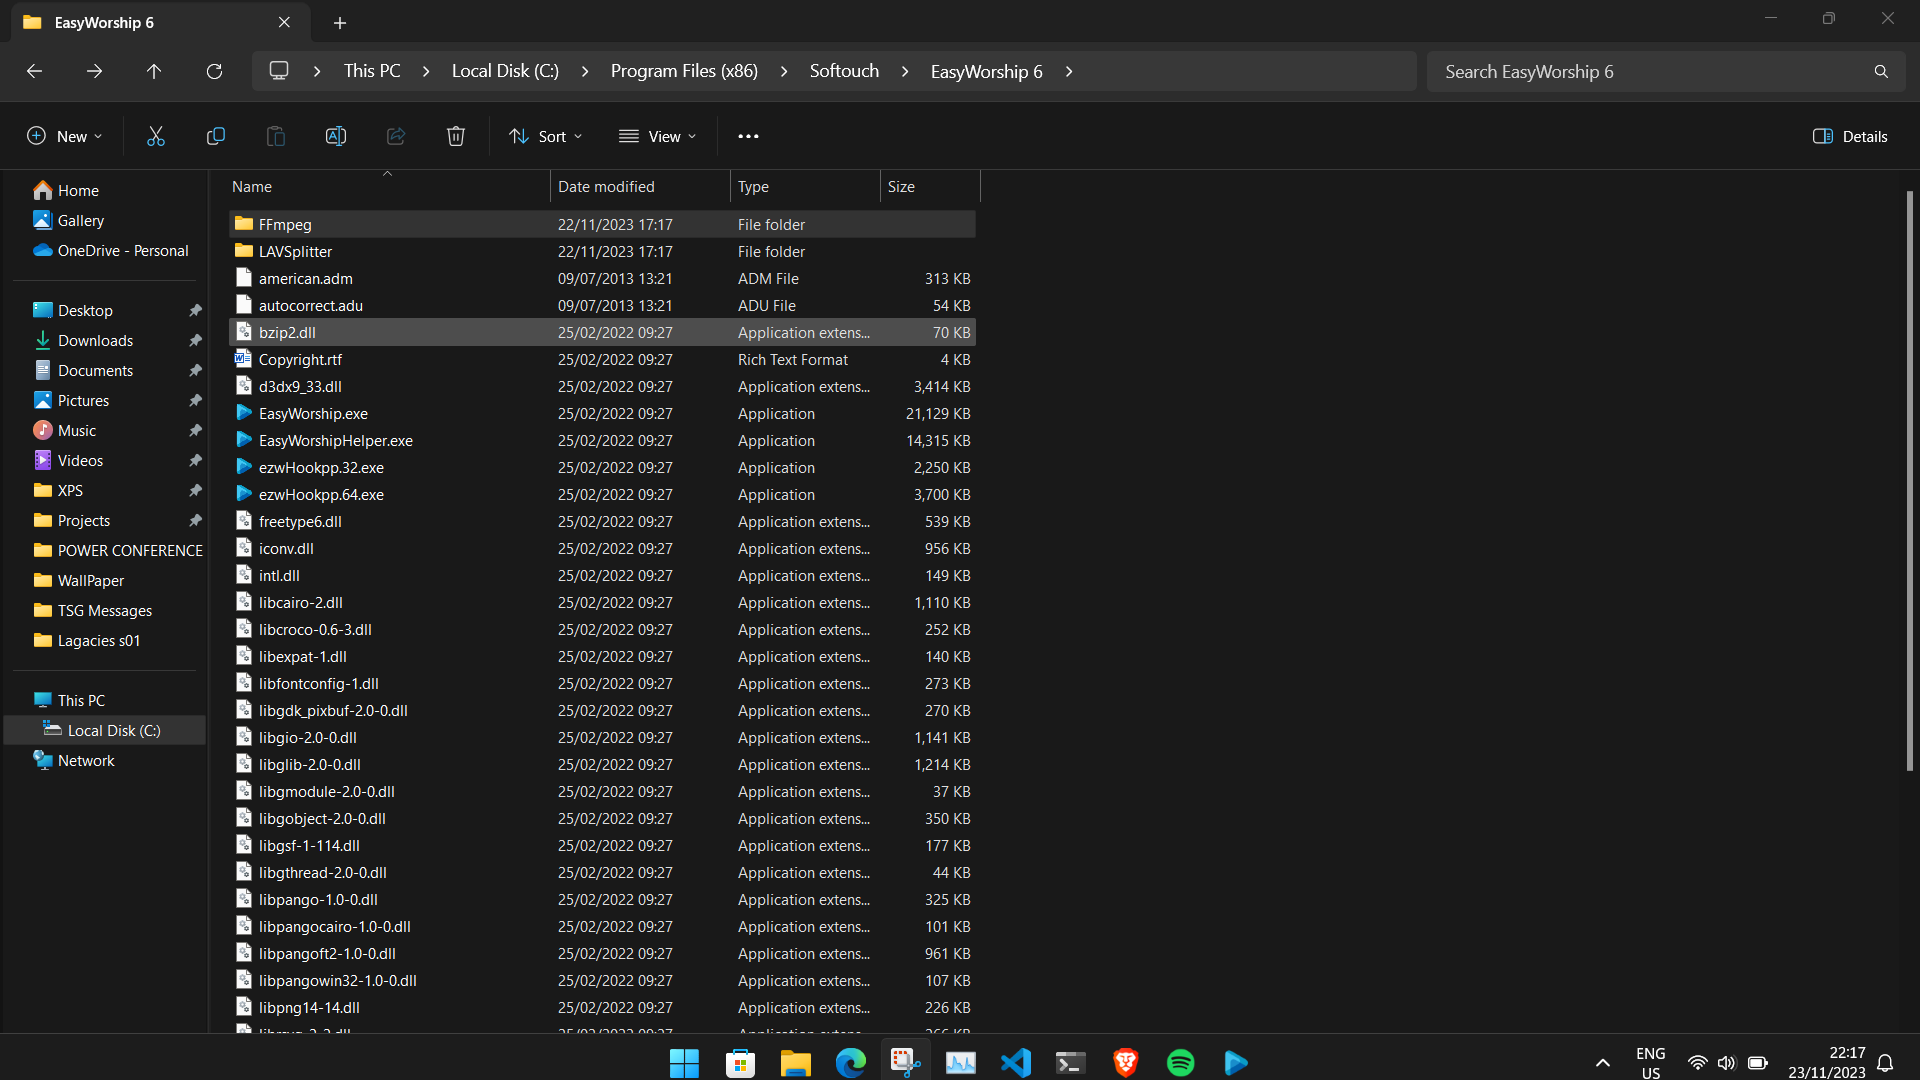 EasyWorship 6
This PC
Local Disk (C:)
Program Files (x86)
Softouch
EasyWorship 6
Search EasyWorship 6
New
Sort
View
Details
Home
Gallery
OneDrive - Personal
Desktop
Downloads
Documents
Pictures
Music
Videos
XPS
Projects
POWER CONFERENCE
WallPaper
TSG Messages
Lagacies s01
This PC
Local Disk (C:)
Network
Name Date modified Type Size
FFmpeg 22/11/2023 17:17 File folder
LAVSplitter 22/11/2023 17:17 File folder
american.adm 09/07/2013 13:21 ADM File 313 KB
autocorrect.adu 09/07/2013 13:21 ADU File 54 KB
bzip2.dll 25/02/2022 09:27 Application extens... 70 KB
Copyright.rtf 25/02/2022 09:27 Rich Text Format 4 KB
d3dx9_33.dll 25/02/2022 09:27 Application extens... 3,414 KB
EasyWorship.exe 25/02/2022 09:27 Application 21,129 KB
EasyWorshipHelper.exe 25/02/2022 09:27 Application 14,315 KB
ezwHookpp.32.exe 25/02/2022 09:27 Application 2,250 KB
ezwHookpp.64.exe 25/02/2022 09:27 Application 3,700 KB
freetype6.dll 25/02/2022 09:27 Application extens... 539 KB
iconv.dll 25/02/2022 09:27 Application extens... 956 KB
intl.dll 25/02/2022 09:27 Application extens... 149 KB
libcairo-2.dll 25/02/2022 09:27 Application extens... 1,110 KB
libcroco-0.6-3.dll 25/02/2022 09:27 Application extens... 252 KB
libexpat-1.dll 25/02/2022 09:27 Application extens... 140 KB
libfontconfig-1.dll 25/02/2022 09:27 Application extens... 273 KB
libgdk_pixbuf-2.0-0.dll 25/02/2022 09:27 Application extens... 270 KB
libgio-2.0-0.dll 25/02/2022 09:27 Application extens... 1,141 KB
libglib-2.0-0.dll 25/02/2022 09:27 Application extens... 1,214 KB
libgmodule-2.0-0.dll 25/02/2022 09:27 Application extens... 37 KB
libgobject-2.0-0.dll 25/02/2022 09:27 Application extens... 350 KB
libgsf-1-114.dll 25/02/2022 09:27 Application extens... 177 KB
libgthread-2.0-0.dll 25/02/2022 09:27 Application extens... 44 KB
libpango-1.0-0.dll 25/02/2022 09:27 Application extens... 325 KB
libpangocairo-1.0-0.dll 25/02/2022 09:27 Application extens... 101 KB
libpangoft2-1.0-0.dll 25/02/2022 09:27 Application extens... 961 KB
libpangowin32-1.0-0.dll 25/02/2022 09:27 Application extens... 107 KB
libpng14-14.dll 25/02/2022 09:27 Application extens... 226 KB
ENG
US
22:17
23/11/2023